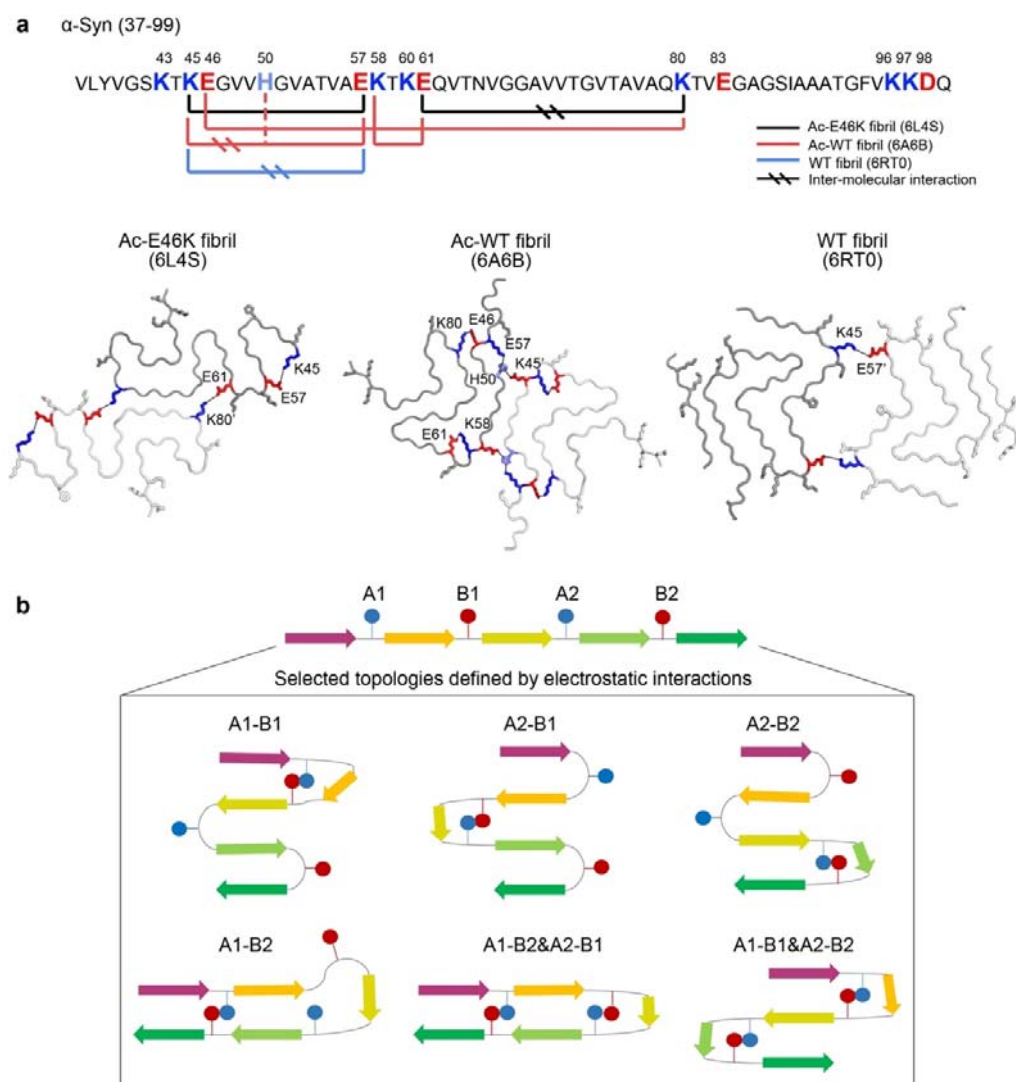 a α-Syn (37-99)
43 45 46 50 57 58 60 61 80 83 96 97 98
VLYVGSKTKEGVVHGVATVAEKTKEQVTNVGGAVVTGVTAVAQKTVEGAGSIAAATGFVKKDQ
Ac-E46K fibril (6L4S)
Ac-WT fibril (6A6B)
WT fibril (6RT0)
Inter-molecular interaction
Ac-E46K fibril
(6L4S)
Ac-WT fibril
(6A6B)
WT fibril
(6RT0)
E61
K45
E57
K80'
K80
E46
E57
H50
K45'
E61
K58
K45
E57'
b
A1 B1 A2 B2
Selected topologies defined by electrostatic interactions
A1-B1 A2-B1 A2-B2
A1-B2 A1-B2&A2-B1 A1-B1&A2-B2